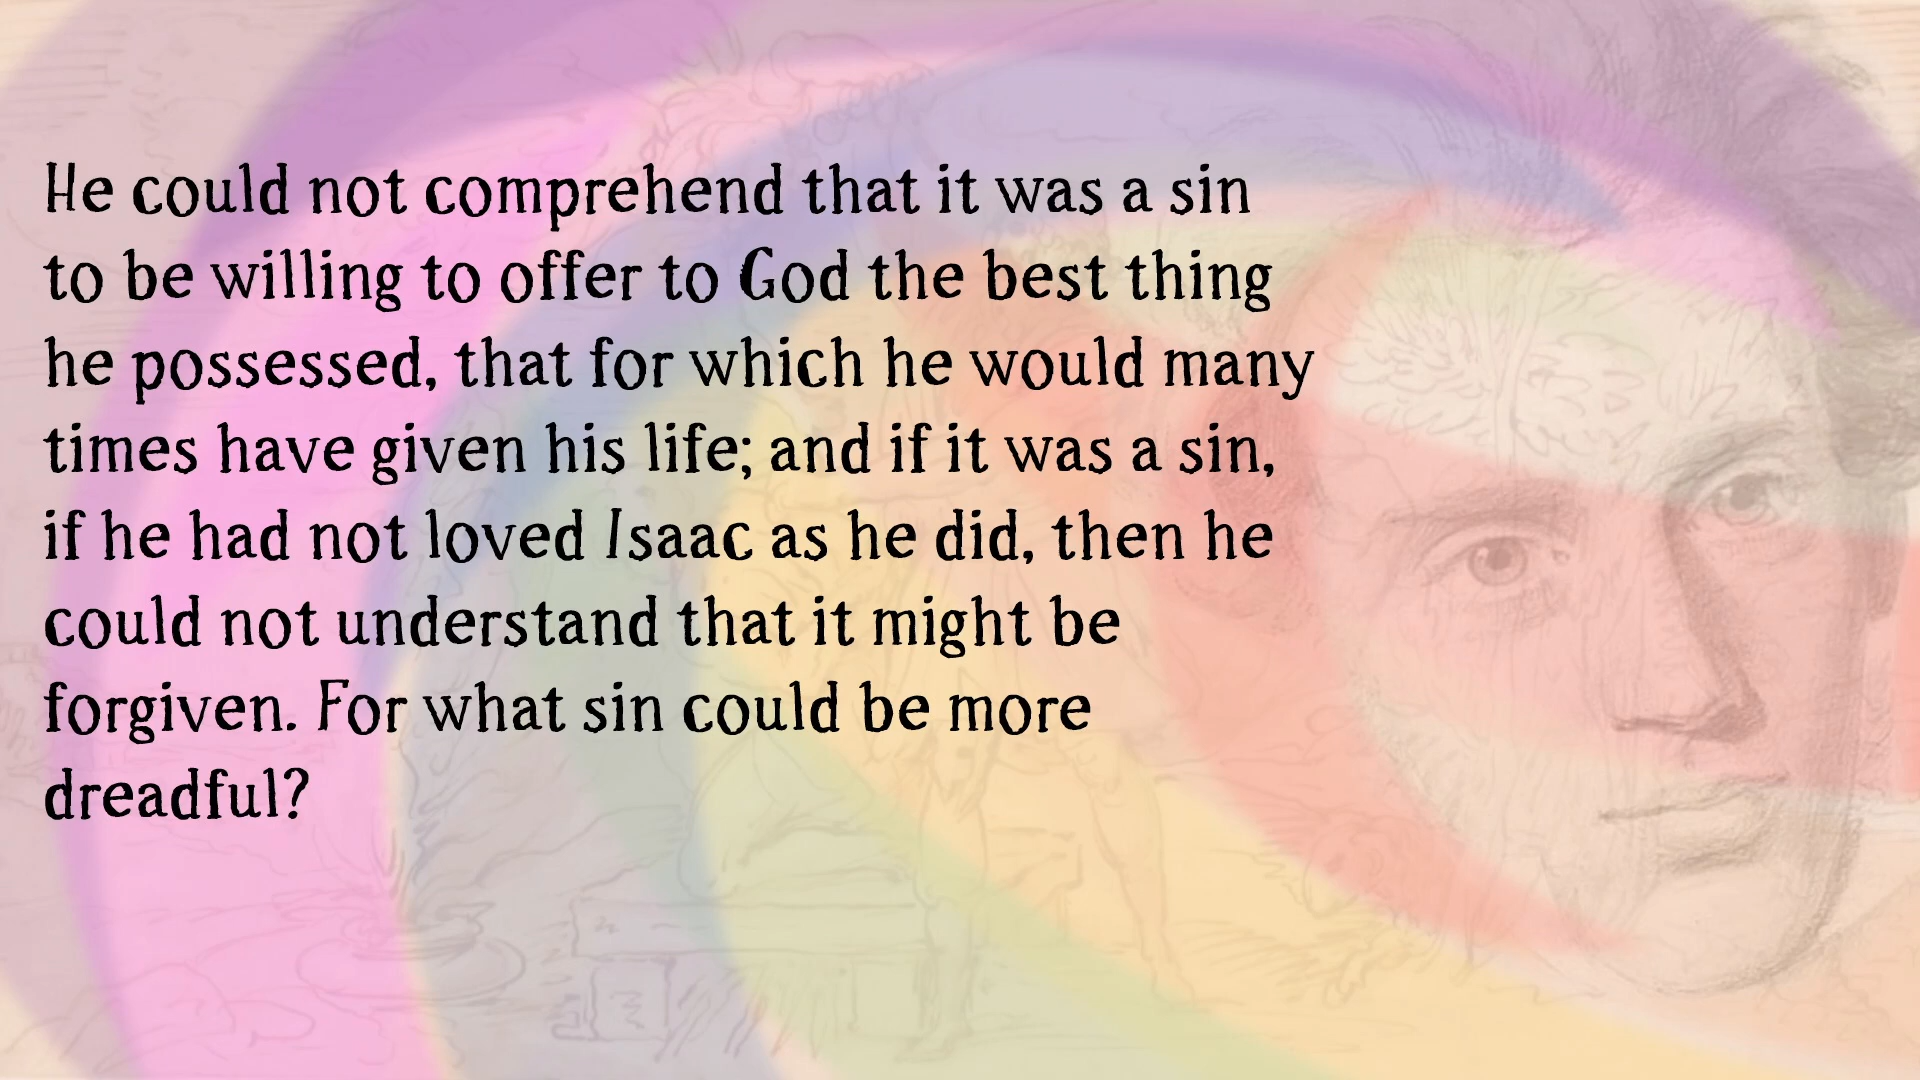 He could not comprehend that it was a sin
to be willing to offer to God the best thing
he possessed, that for which he would many
times have given his life; and if it was a sin,
if he had not loved Isaac as he did, then he
could not understand that it might be
forgiven. For what sin could be more
dreadful?